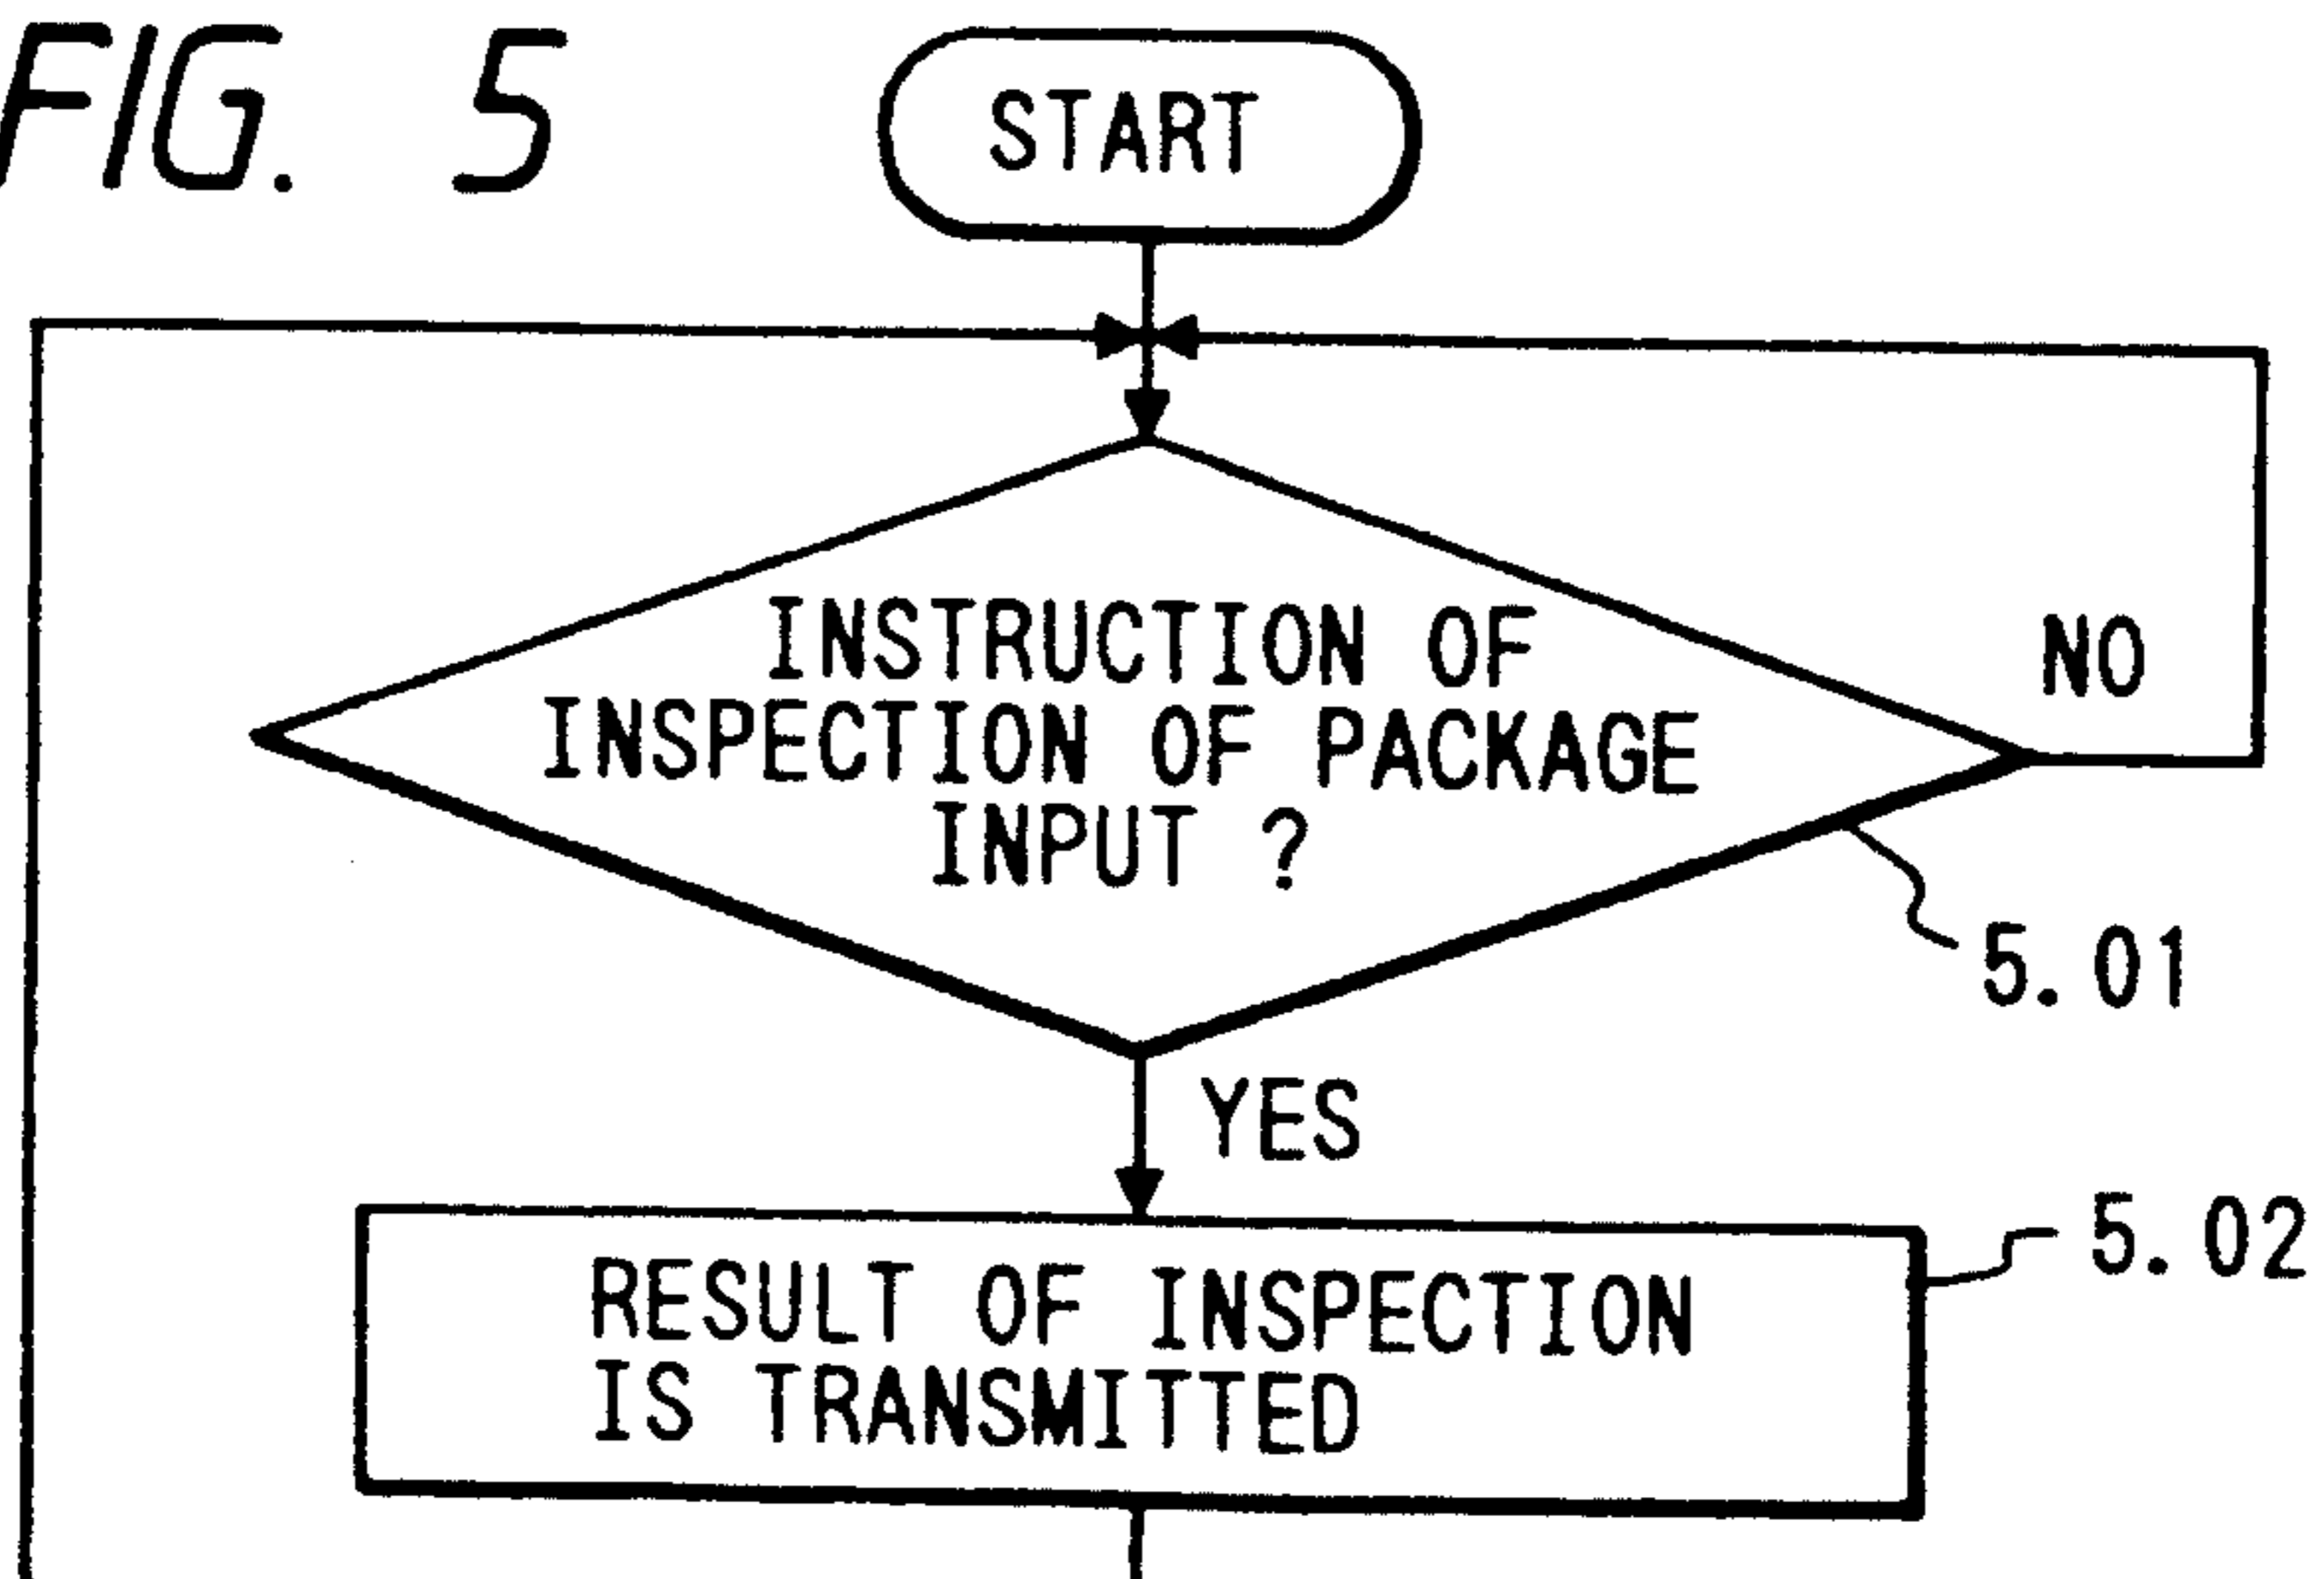 FIG. 5
START
INSTRUCTION OF
INSPECTION OF PACKAGE
INPUT ?
NO
5.01
YES
5.02
RESULT OF INSPECTION
IS TRANSMITTED